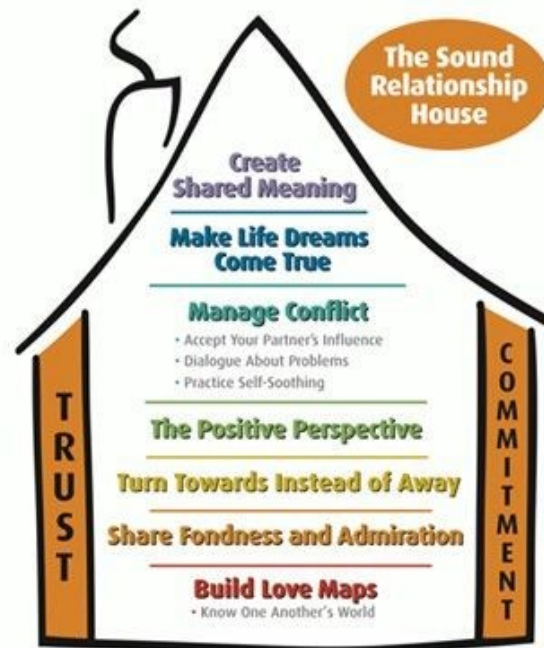 The Sound
Relationship
House
Create
Shared Meaning
Make Life Dreams
Come True
Manage Conflict
• Accept Your Partner's Influence
• Dialogue About Problems
• Practice Self-Soothing
The Positive Perspective
Turn Towards Instead of Away
Share Fondness and Admiration
Build Love Maps
• Know One Another's World
TRUST
COMMITMENT